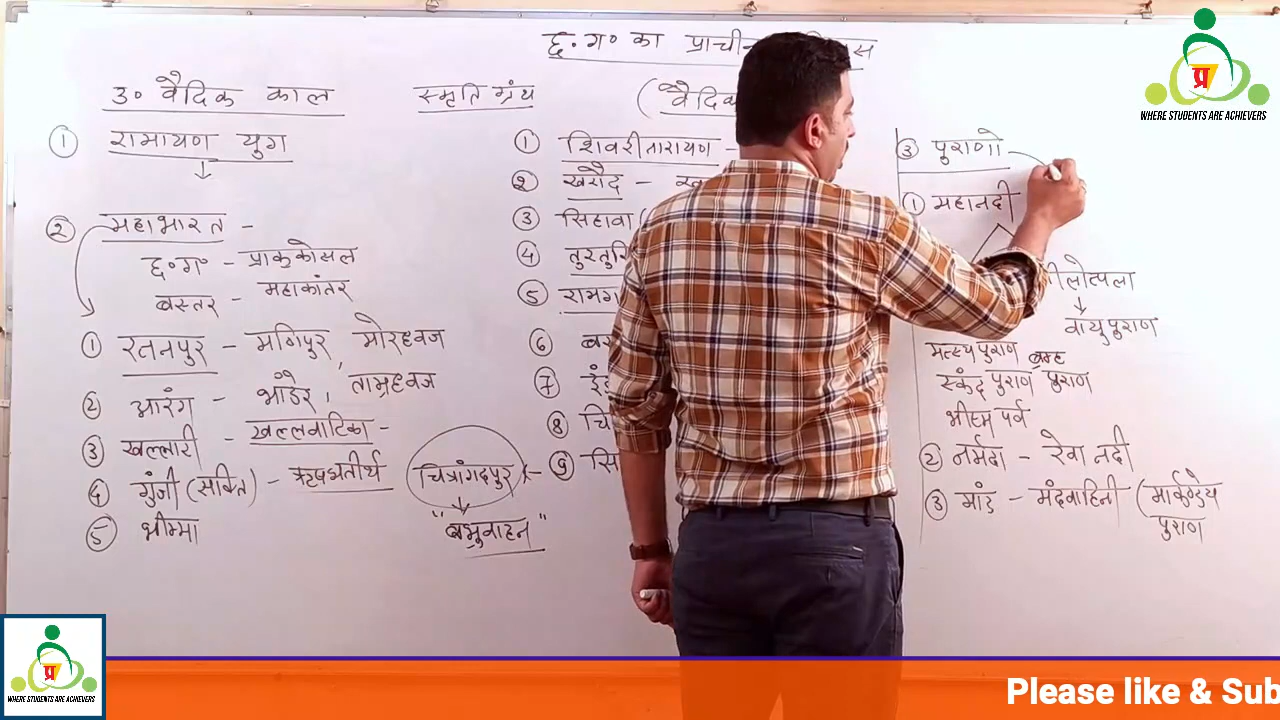 छ.ग॰ का प्राचीन
उ॰ वैदिक काल
स्मृति ग्रंथ
(वैदिक
① रामायण युग
② महाभारत -
छ॰ग॰ - प्राक्कोसल
बस्तर - महाकांतर
① रतनपुर - मणिपुर, मोरध्वज
② आरंग - भांडेर, ताम्रध्वज
③ खल्लारी - खल्लवाटिका -
④ गुंजी (सक्ति) - ऋषभतीर्थ
⑤ भीम्मा
चित्रांगदपुर
"बभ्रुवाहन"
① शिवरीनारायण -
② खरौद -
③ सिहावा
④
⑤
⑥
⑦
⑧
⑨
③ पुराणो
① महानदी
वायुपुराण
मत्स्यपुराण
स्कंद पुराण ब्रम्ह पुराण
भीष्म पर्व
② नर्मदा - रेवा नदी
③ मांड - मंदवाहिनी (मार्कण्डेय
पुराण
प्र
WHERE STUDENTS ARE ACHIEVERS
प्र
WHERE STUDENTS ARE ACHIEVERS
Please like & Sub